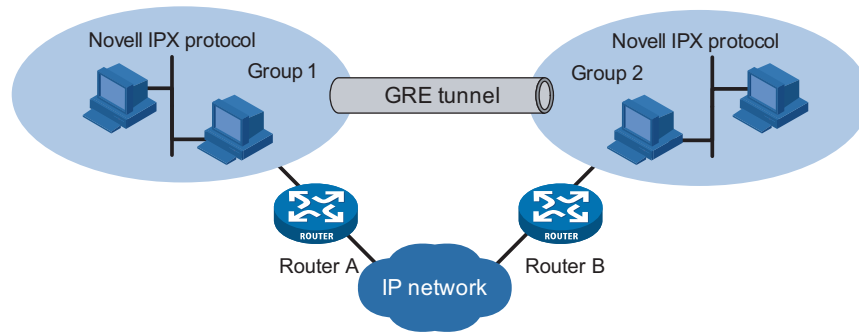 Novell IPX protocol
Group 1
GRE tunnel
Novell IPX protocol
Group 2
ROUTER
Router A
ROUTER
Router B
IP network